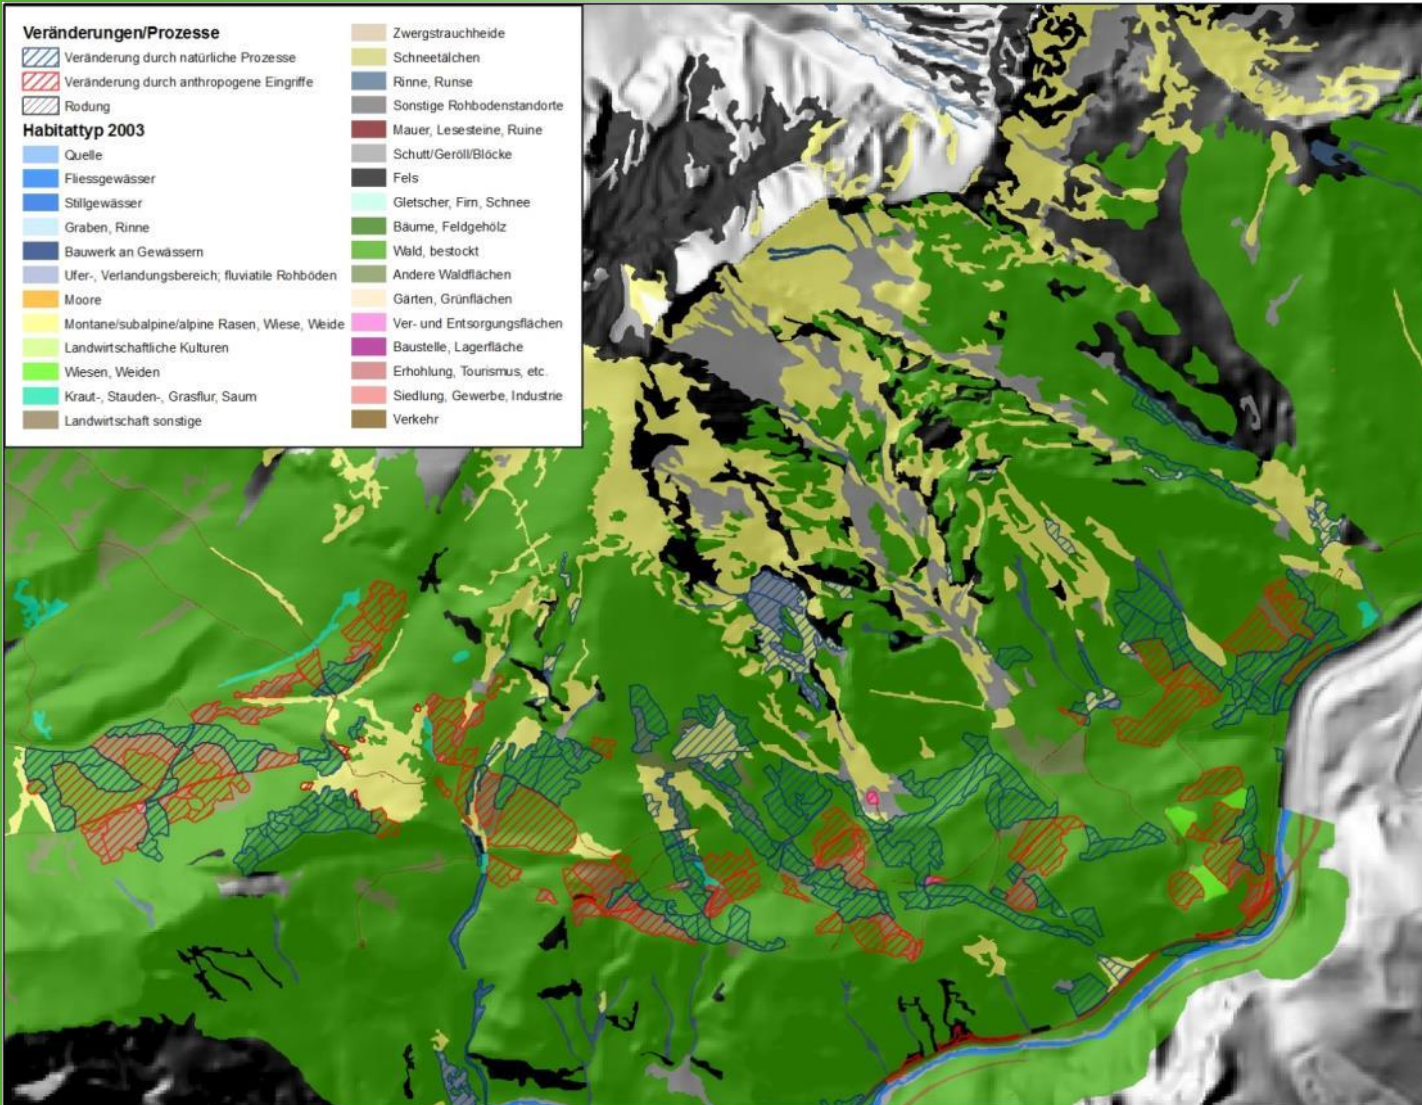 Veränderungen/Prozesse
Veränderung durch natürliche Prozesse
Veränderung durch anthropogene Eingriffe
Rodung
Habitattyp 2003
Quelle
Fliessgewässer
Stillgewässer
Graben, Rinne
Bauwerk an Gewässern
Ufer-, Verlandungsbereich; fluviatile Rohböden
Moore
Montane/subalpine/alpine Rasen, Wiese, Weide
Landwirtschaftliche Kulturen
Wiesen, Weiden
Kraut-, Stauden-, Grasflur, Saum
Landwirtschaft sonstige
Zwergstrauchheide
Schneetälchen
Rinne, Runse
Sonstige Rohbodenstandorte
Mauer, Lesesteine, Ruine
Schutt/Geröll/Blöcke
Fels
Gletscher, Firn, Schnee
Bäume, Feldgehölz
Wald, bestockt
Andere Waldflächen
Gärten, Grünflächen
Ver- und Entsorgungsflächen
Baustelle, Lagerfläche
Erhohlung, Tourismus, etc.
Siedlung, Gewerbe, Industrie
Verkehr